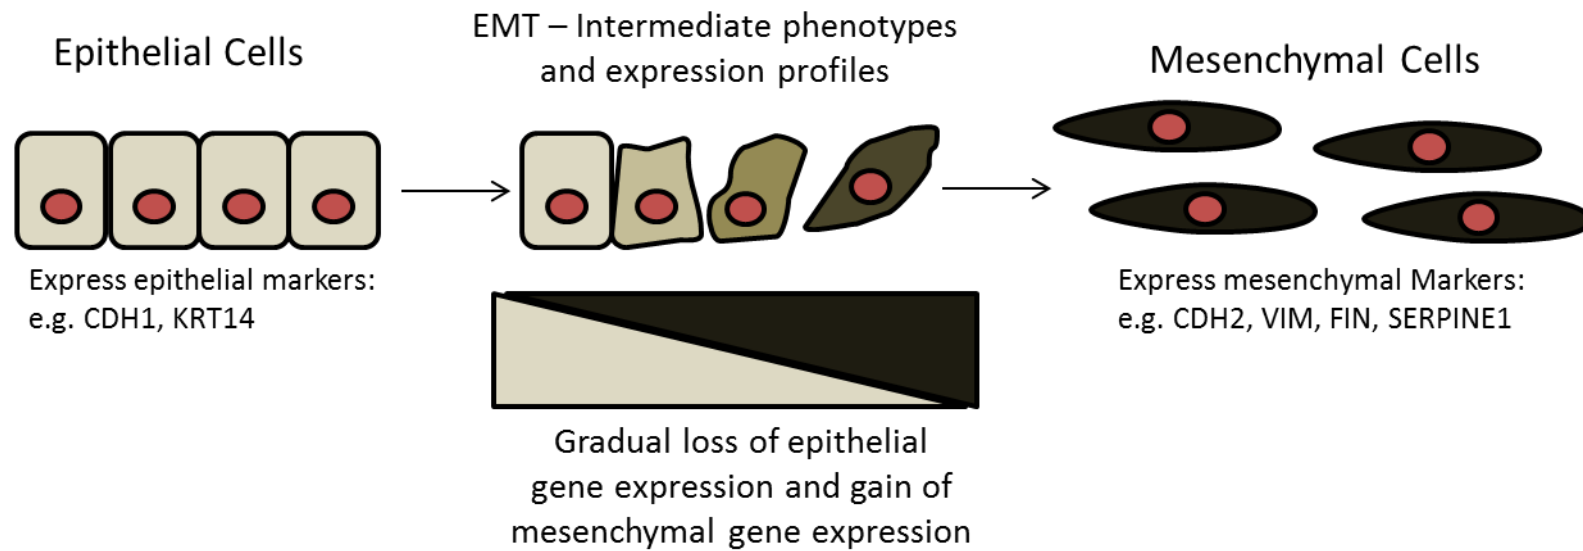 Epithelial Cells
EMT – Intermediate phenotypes
and expression profiles
Mesenchymal Cells
Express epithelial markers:
e.g. CDH1, KRT14
Express mesenchymal Markers:
e.g. CDH2, VIM, FIN, SERPINE1
Gradual loss of epithelial
gene expression and gain of
mesenchymal gene expression